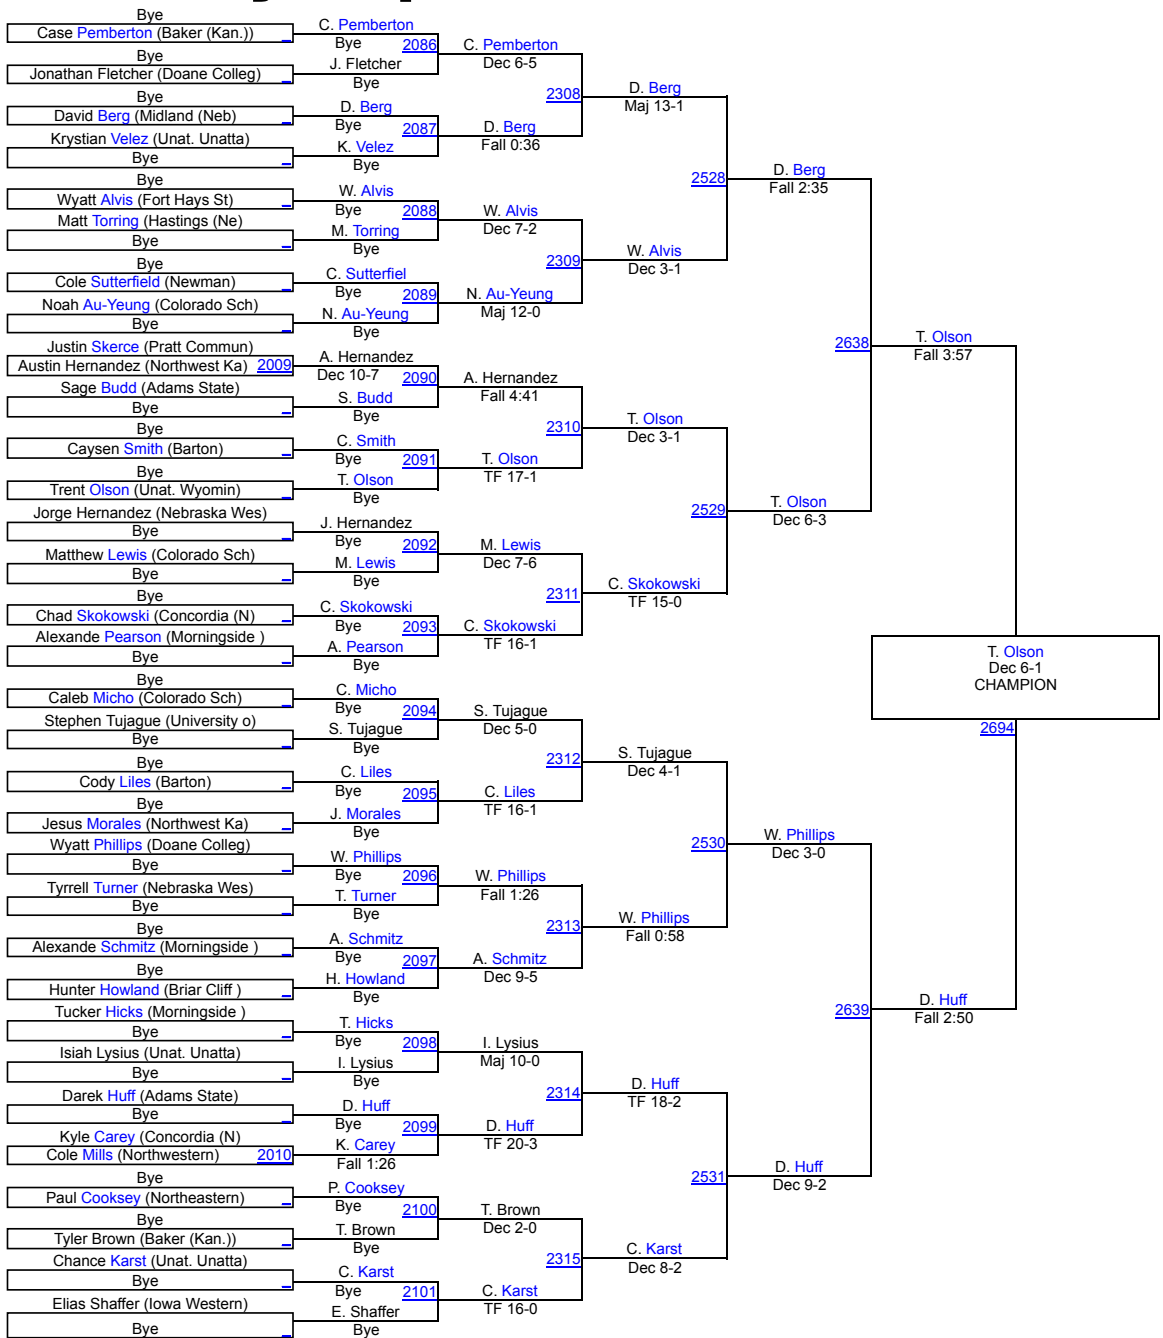 Bye
Case Pemberton (Baker (Kan.))
Bye
Jonathan Fletcher (Doane Colleg)
Bye
David Berg (Midland (Neb)
Krystian Velez (Unat. Unatta)
Bye
Bye
Wyatt Alvis (Fort Hays St)
Matt Torring (Hastings (Ne)
Bye
Bye
Cole Sutterfield (Newman)
Noah Au-Yeung (Colorado Sch)
Bye
Justin Skerce (Pratt Commun)
Austin Hernandez (Northwest Ka) 2009
Sage Budd (Adams State)
Bye
Bye
Caysen Smith (Barton)
Bye
Trent Olson (Unat. Wyomin)
Jorge Hernandez (Nebraska Wes)
Bye
Matthew Lewis (Colorado Sch)
Bye
Bye
Chad Skokowski (Concordia (N)
Alexande Pearson (Morningside )
Bye
Bye
Caleb Micho (Colorado Sch)
Stephen Tujague (University o)
Bye
Bye
Cody Liles (Barton)
Bye
Jesus Morales (Northwest Ka)
Wyatt Phillips (Doane Colleg)
Bye
Tyrrell Turner (Nebraska Wes)
Bye
Bye
Alexande Schmitz (Morningside )
Bye
Hunter Howland (Briar Cliff )
Tucker Hicks (Morningside )
Bye
Isiah Lysius (Unat. Unatta)
Bye
Darek Huff (Adams State)
Bye
Kyle Carey (Concordia (N)
Cole Mills (Northwestern) 2010
Bye
Paul Cooksey (Northeastern)
Bye
Tyler Brown (Baker (Kan.))
Chance Karst (Unat. Unatta)
Bye
Elias Shaffer (Iowa Western)
Bye
C. Pemberton
Bye 2086
J. Fletcher
Bye
D. Berg
Bye 2087
K. Velez
Bye
W. Alvis
Bye 2088
M. Torring
Bye
C. Sutterfiel
Bye 2089
N. Au-Yeung
Bye
A. Hernandez
Dec 10-7 2090
S. Budd
Bye
C. Smith
Bye 2091
T. Olson
Bye
J. Hernandez
Bye 2092
M. Lewis
Bye
C. Skokowski
Bye 2093
A. Pearson
Bye
C. Micho
Bye 2094
S. Tujague
Bye
C. Liles
Bye 2095
J. Morales
Bye
W. Phillips
Bye 2096
T. Turner
Bye
A. Schmitz
Bye 2097
H. Howland
Bye
T. Hicks
Bye 2098
I. Lysius
Bye
D. Huff
Bye 2099
K. Carey
Fall 1:26
P. Cooksey
Bye 2100
T. Brown
Bye
C. Karst
Bye 2101
E. Shaffer
Bye
C. Pemberton
Dec 6-5
2308
D. Berg
Fall 0:36
W. Alvis
Dec 7-2
2309
N. Au-Yeung
Maj 12-0
A. Hernandez
Fall 4:41
2310
T. Olson
TF 17-1
M. Lewis
Dec 7-6
2311
C. Skokowski
TF 16-1
S. Tujague
Dec 5-0
2312
C. Liles
TF 16-1
W. Phillips
Fall 1:26
2313
A. Schmitz
Dec 9-5
I. Lysius
Maj 10-0
2314
D. Huff
TF 20-3
T. Brown
Dec 2-0
2315
C. Karst
TF 16-0
D. Berg
Maj 13-1
2528
W. Alvis
Dec 3-1
T. Olson
Dec 3-1
2529
C. Skokowski
TF 15-0
S. Tujague
Dec 4-1
2530
W. Phillips
Fall 0:58
D. Huff
TF 18-2
2531
C. Karst
Dec 8-2
D. Berg
Fall 2:35
2638
T. Olson
Dec 6-3
W. Phillips
Dec 3-0
2639
D. Huff
Dec 9-2
T. Olson
Fall 3:57
D. Huff
Fall 2:50
T. Olson
Dec 6-1
CHAMPION
2694